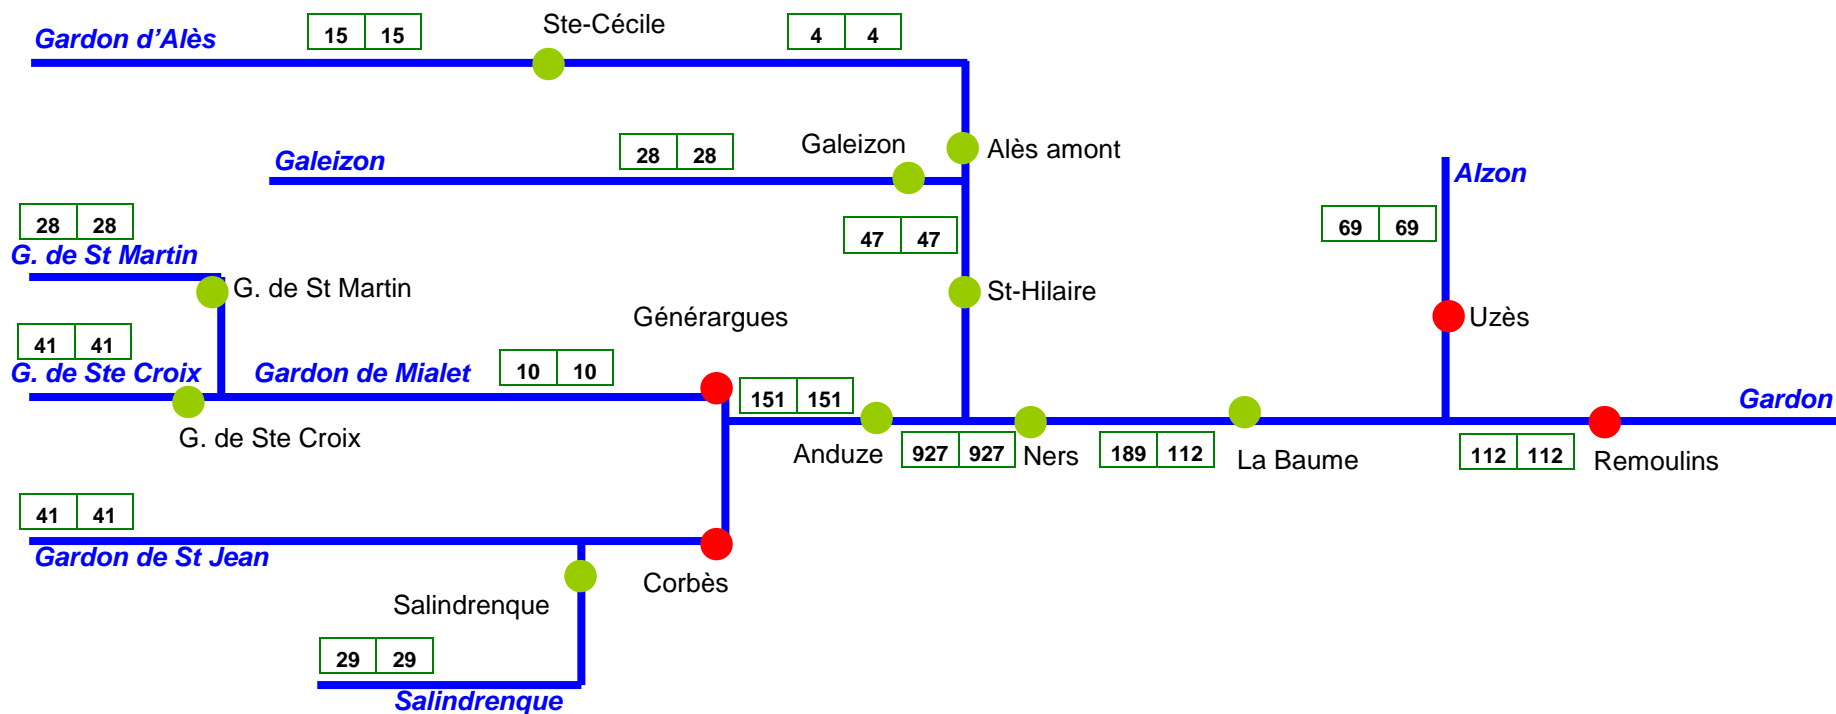 Gardon d’Alès
15 15
Ste-Cécile
4 4
Galeizon
28 28
Galeizon
Alès amont
Alzon
28 28
G. de St Martin
G. de St Martin
47 47
69 69
St-Hilaire
Générargues
Uzès
41 41
G. de Ste Croix
Gardon de Mialet
10 10
151 151
Gardon
G. de Ste Croix
Anduze
927 927
Ners
189 112
La Baume
112 112
Remoulins
41 41
Gardon de St Jean
Corbès
Salindrenque
29 29
Salindrenque